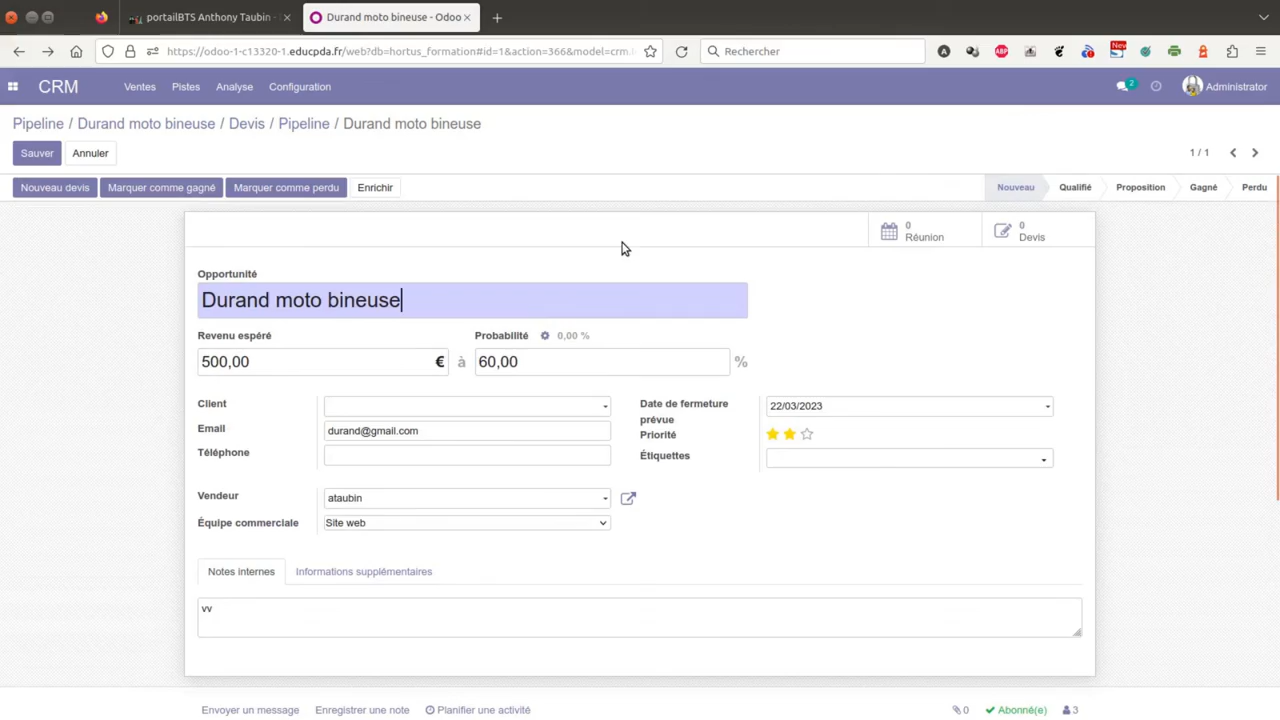 portailBTS Anthony Taubin
Durand moto bineuse - Odoo
https://odoo-1-c13320-1.educpda.fr/web?db=hortus_formation#id=1&action=366&model=crm.l
Rechercher
ABP
New
CRM
Ventes
Pistes
Analyse
Configuration
2
Administrator
Pipeline / Durand moto bineuse / Devis / Pipeline / Durand moto bineuse
Sauver
Annuler
1 / 1
Nouveau devis
Marquer comme gagné
Marquer comme perdu
Enrichir
Nouveau
Qualifié
Proposition
Gagné
Perdu
0
Réunion
0
Devis
Opportunité
Durand moto bineuse
Revenu espéré
Probabilité
0,00 %
500,00
€
à
60,00
%
Client
Date de fermeture prévue
22/03/2023
Email
durand@gmail.com
Priorité
Téléphone
Étiquettes
Vendeur
ataubin
Équipe commerciale
Site web
Notes internes
Informations supplémentaires
vv
Envoyer un message
Enregistrer une note
Planifier une activité
0
Abonné(e)
3